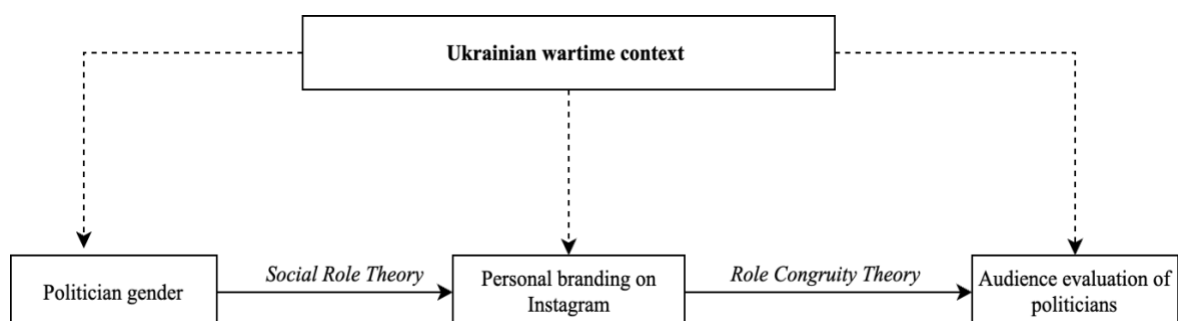 Ukrainian wartime context
Social Role Theory
Role Congruity Theory
Politician gender
Personal branding on
Instagram
Audience evaluation of
politicians